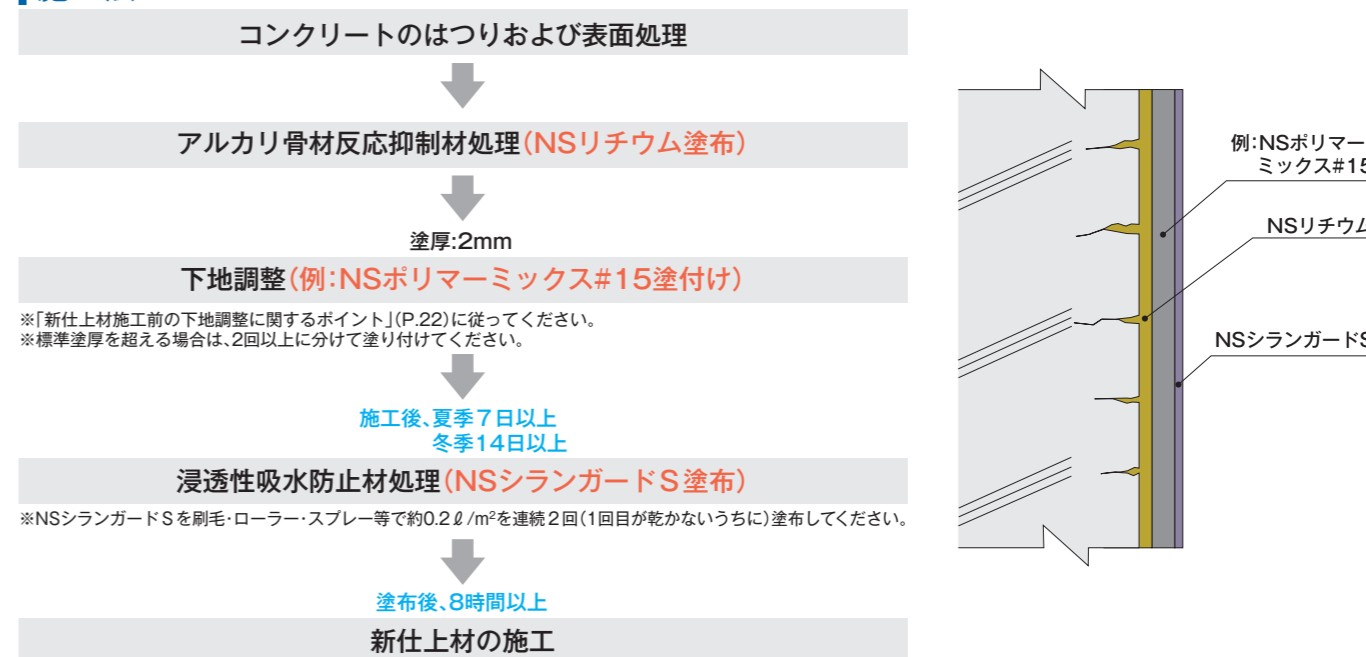 コンクリートのはつりおよび表面処理
アルカリ骨材反応抑制材処理(NSリチウム塗布)
塗厚:2mm
下地調整(例:NSポリマーミックス#15塗付け)
※「新仕上材施工前の下地調整に関するポイント」(P.22)に従ってください。
※標準塗厚を超える場合は、2回以上に分けて塗り付けてください。
施工後、夏季7日以上
冬季14日以上
浸透性吸水防止材処理(NSシランガードS塗布)
※NSシランガードSを刷毛・ローラー・スプレー等で約0.2ℓ/m²を連続2回(1回目が乾かないうちに)塗布してください。
塗布後、8時間以上
新仕上材の施工
例:NSポリマー
ミックス#15
NSリチウム
NSシランガードS